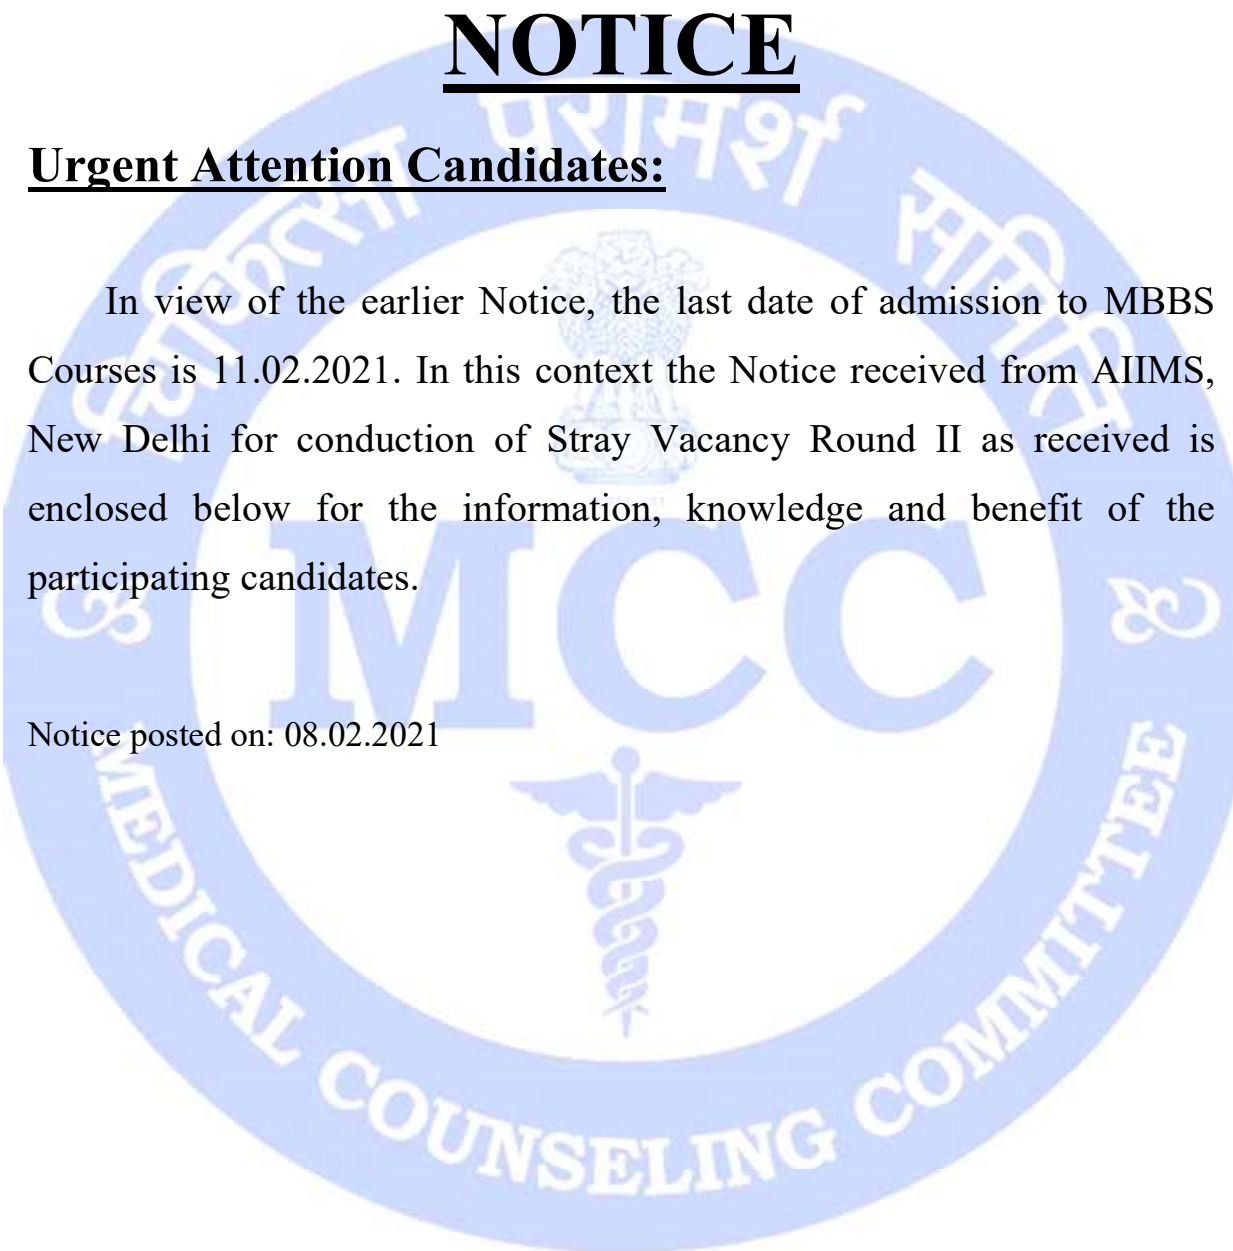 NOTICE
Urgent Attention Candidates:
In view of the earlier Notice, the last date of admission to MBBS
Courses is 11.02.2021. In this context the Notice received from AIIMS,
New Delhi for conduction of Stray Vacancy Round II as received is
enclosed below for the information, knowledge and benefit of the
participating candidates.
Notice posted on: 08.02.2021
चिकित्सा परामर्श समिति
MCC
MEDICAL COUNSELING COMMITTEE